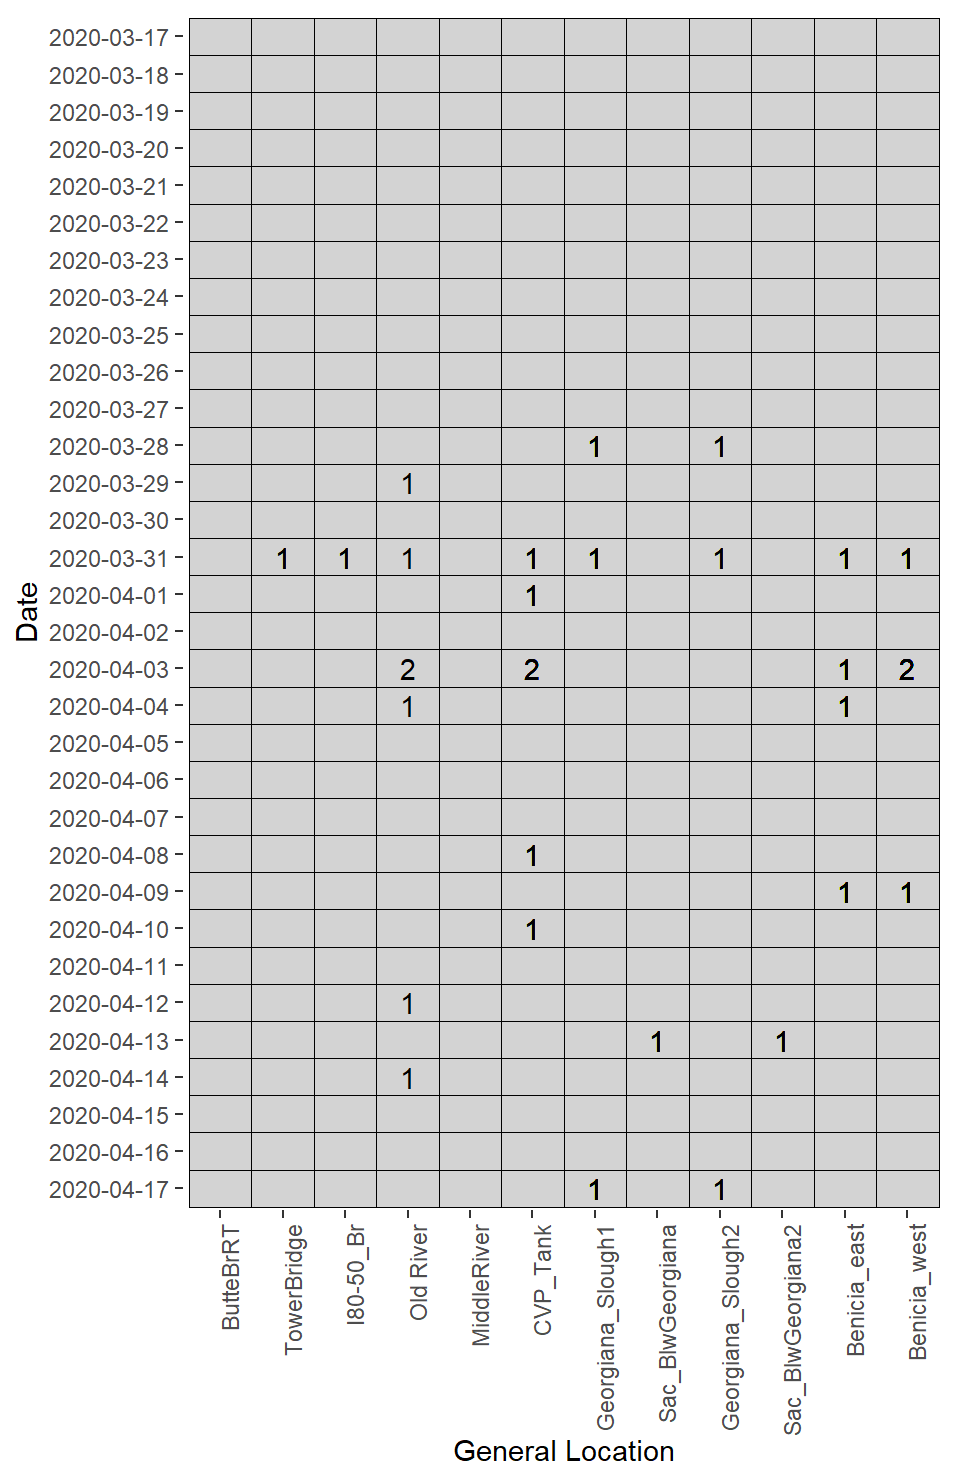 2020-03-17
2020-03-18
2020-03-19
2020-03-20
2020-03-21
2020-03-22
2020-03-23
2020-03-24
2020-03-25
2020-03-26
2020-03-27
2020-03-28 1 1
2020-03-29 1
2020-03-30
2020-03-31 1 1 1 1 1 1 1 1
2020-04-01 1
2020-04-02
2020-04-03 2 2 1 2
2020-04-04 1 1
2020-04-05
2020-04-06
2020-04-07
2020-04-08 1
2020-04-09 1 1
2020-04-10 1
2020-04-11
2020-04-12 1
2020-04-13 1 1
2020-04-14 1
2020-04-15
2020-04-16
2020-04-17 1 1
Date
ButteBrRT
TowerBridge
I80-50_Br
Old River
MiddleRiver
CVP_Tank
Georgiana_Slough1
Sac_BlwGeorgiana
Georgiana_Slough2
Sac_BlwGeorgiana2
Benicia_east
Benicia_west
General Location